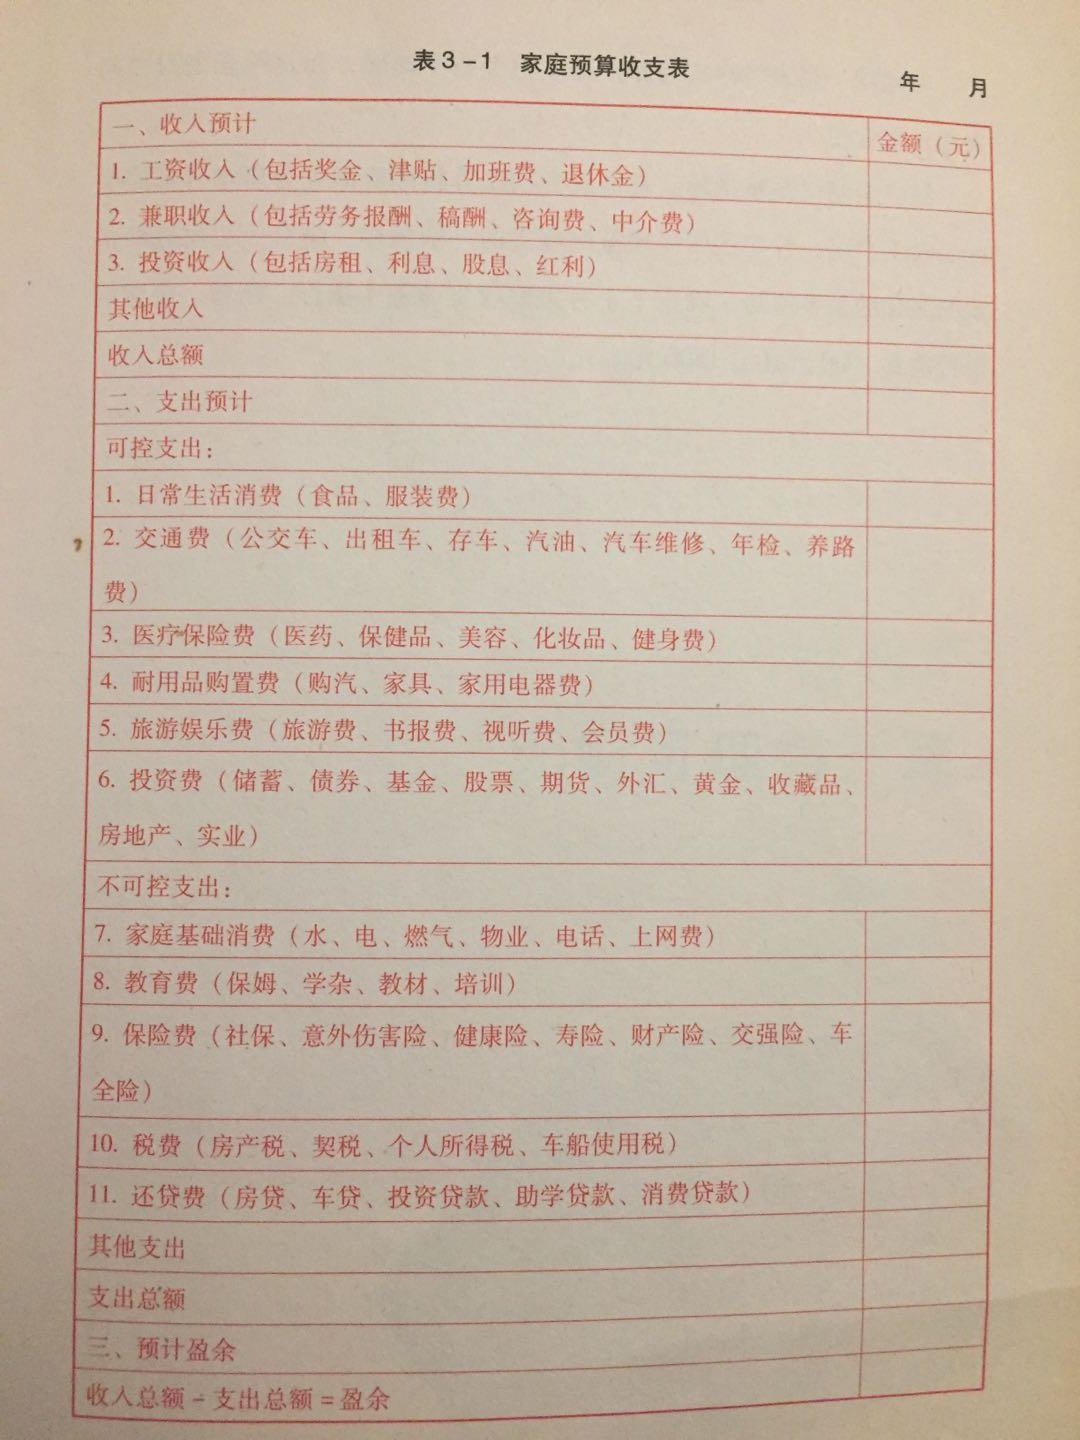 表3-1 家庭预算收支表
年 月
一、收入预计 金额（元）
1. 工资收入（包括奖金、津贴、加班费、退休金）
2. 兼职收入（包括劳务报酬、稿酬、咨询费、中介费）
3. 投资收入（包括房租、利息、股息、红利）
其他收入
收入总额
二、支出预计
可控支出：
1. 日常生活消费（食品、服装费）
2. 交通费（公交车、出租车、存车、汽油、汽车维修、年检、养路
费）
3. 医疗保险费（医药、保健品、美容、化妆品、健身费）
4. 耐用品购置费（购汽、家具、家用电器费）
5. 旅游娱乐费（旅游费、书报费、视听费、会员费）
6. 投资费（储蓄、债券、基金、股票、期货、外汇、黄金、收藏品、
房地产、实业）
不可控支出：
7. 家庭基础消费（水、电、燃气、物业、电话、上网费）
8. 教育费（保姆、学杂、教材、培训）
9. 保险费（社保、意外伤害险、健康险、寿险、财产险、交强险、车
全险）
10. 税费（房产税、契税、个人所得税、车船使用税）
11. 还贷费（房贷、车贷、投资贷款、助学贷款、消费贷款）
其他支出
支出总额
三、预计盈余
收入总额－支出总额＝盈余